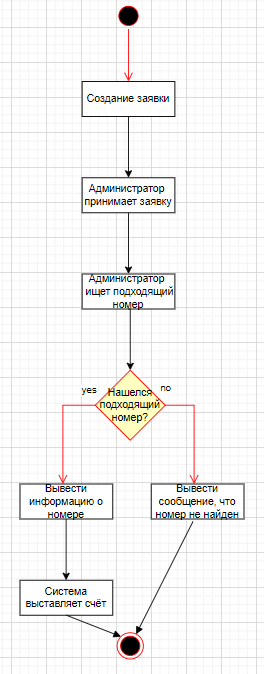 Создание заявки
Администратор
принимает заявку
Администратор
ищет подходящий
номер
Нашелся
подходящий
номер?
yes
no
Вывести
информацию о
номере
Вывести
сообщение, что
номер не найден
Система
выставляет счёт